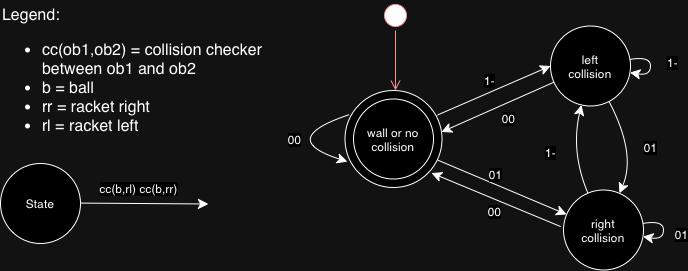 Legend:
• cc(ob1,ob2) = collision checker
between ob1 and ob2
• b = ball
• rr = racket right
• rl = racket left
State
cc(b,rl) cc(b,rr)
wall or no
collision
00
left
collision
1-
1-
00
01
1-
01
00
right
collision
01